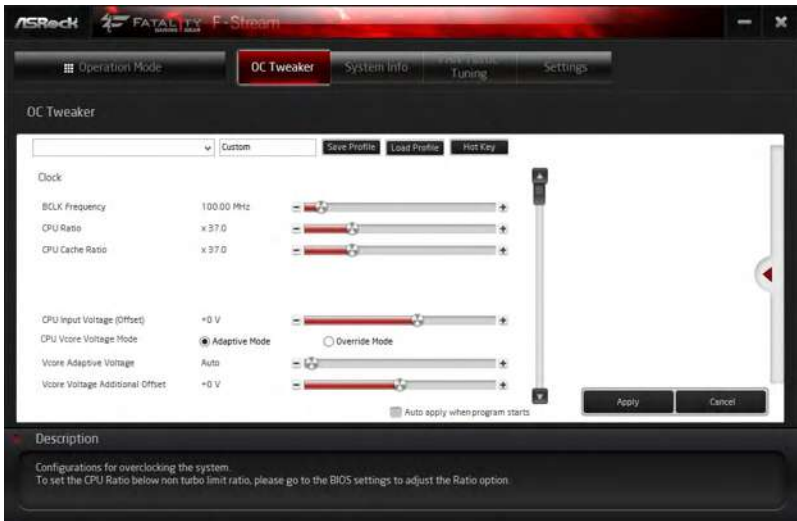 ASRock FATAL1TY GAMING GEAR F-Stream
Operation Mode OC Tweaker System Info Tuning Settings
OC Tweaker
Custom Save Profile Load Profile Hot Key
Clock
BCLK Frequency 100.00 MHz
CPU Ratio x 37.0
CPU Cache Ratio x 37.0
CPU Input Voltage (Offset) +0 V
CPU Vcore Voltage Mode Adaptive Mode Override Mode
Vcore Adaptive Voltage Auto
Vcore Voltage Additional Offset +0 V
Apply Cancel
Auto apply when program starts
Description
Configurations for overclocking the system.
To set the CPU Ratio below non turbo limit ratio, please go to the BIOS settings to adjust the Ratio option.